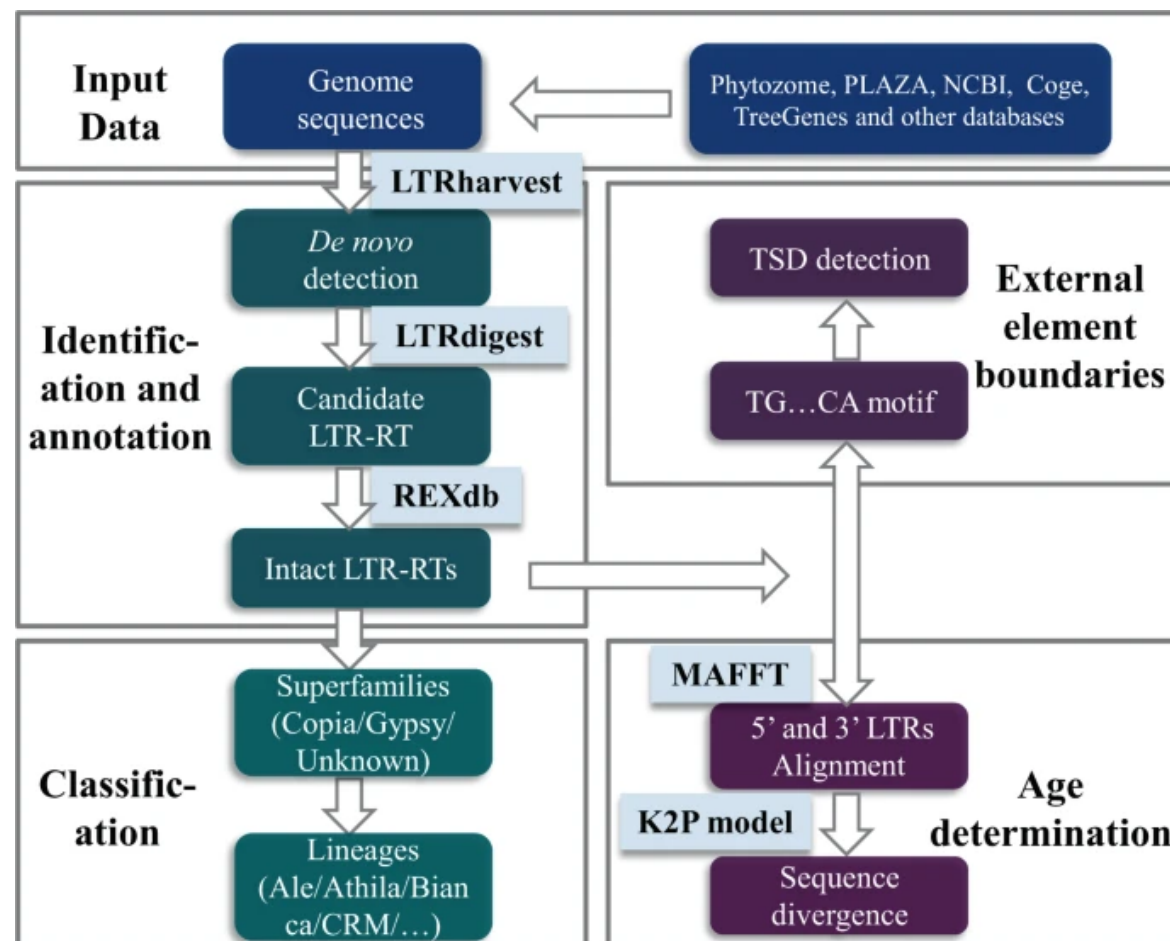 Input
Data
Genome
sequences
Phytozome, PLAZA, NCBI, Coge,
TreeGenes and other databases
LTRharvest
Identific-
ation and
annotation
De novo
detection
LTRdigest
Candidate
LTR-RT
REXdb
Intact LTR-RTs
TSD detection
TG…CA motif
External
element
boundaries
Classific-
ation
Superfamilies
(Copia/Gypsy/
Unknown)
Lineages
(Ale/Athila/Bian
ca/CRM/…)
MAFFT
5’ and 3’ LTRs
Alignment
K2P model
Sequence
divergence
Age
determination